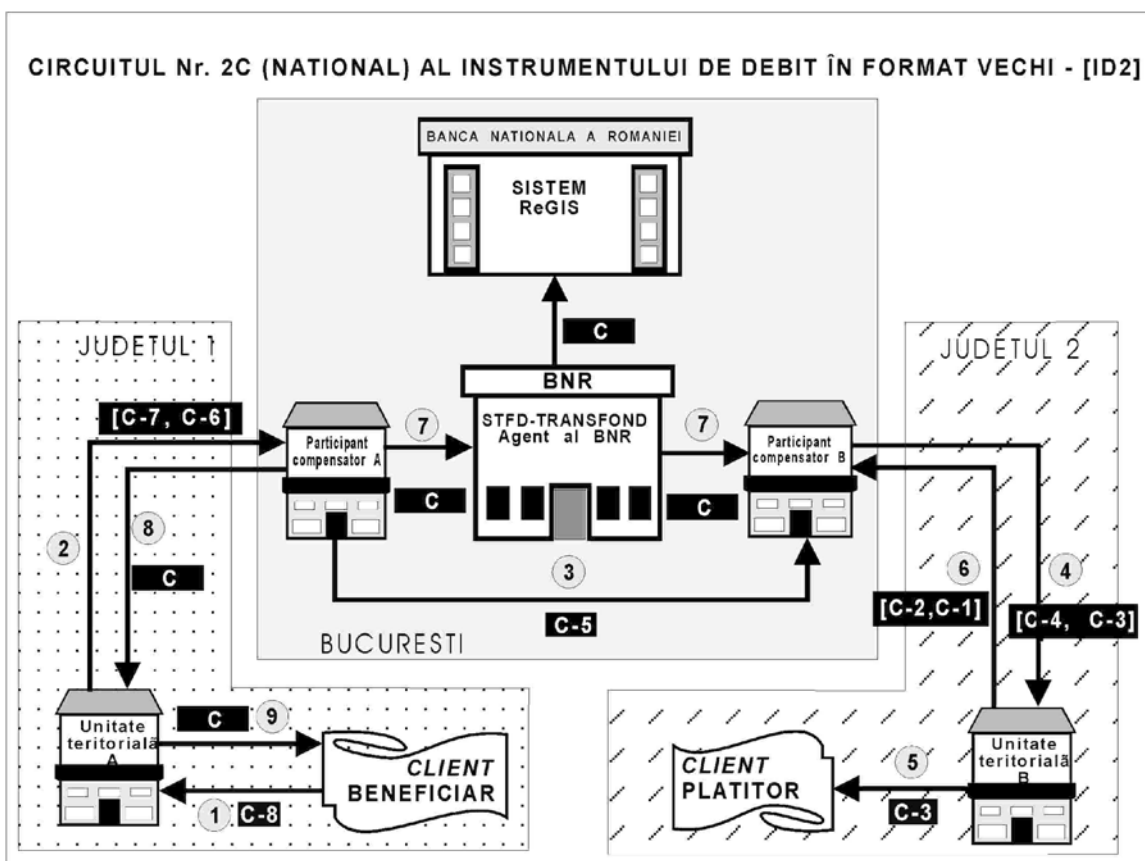 CIRCUITUL Nr. 2C (NATIONAL) AL INSTRUMENTULUI DE DEBIT ÎN FORMAT VECHI - [ID2]
BANCA NATIONALA A ROMANIEI
SISTEM
ReGIS
C
JUDETUL 1
JUDETUL 2
BNR
STFD-TRANSFOND
Agent al BNR
[C-7, C-6]
Participant
compensator A
7
C
7
C
Participant
compensator B
2
8
C
3
C-5
BUCURESTI
6
4
[C-2,C-1]
[C-4, C-3]
Unitate
teritorială
A
C
9
1
C-8
CLIENT
BENEFICIAR
CLIENT
PLATITOR
5
C-3
Unitate
teritorială
B